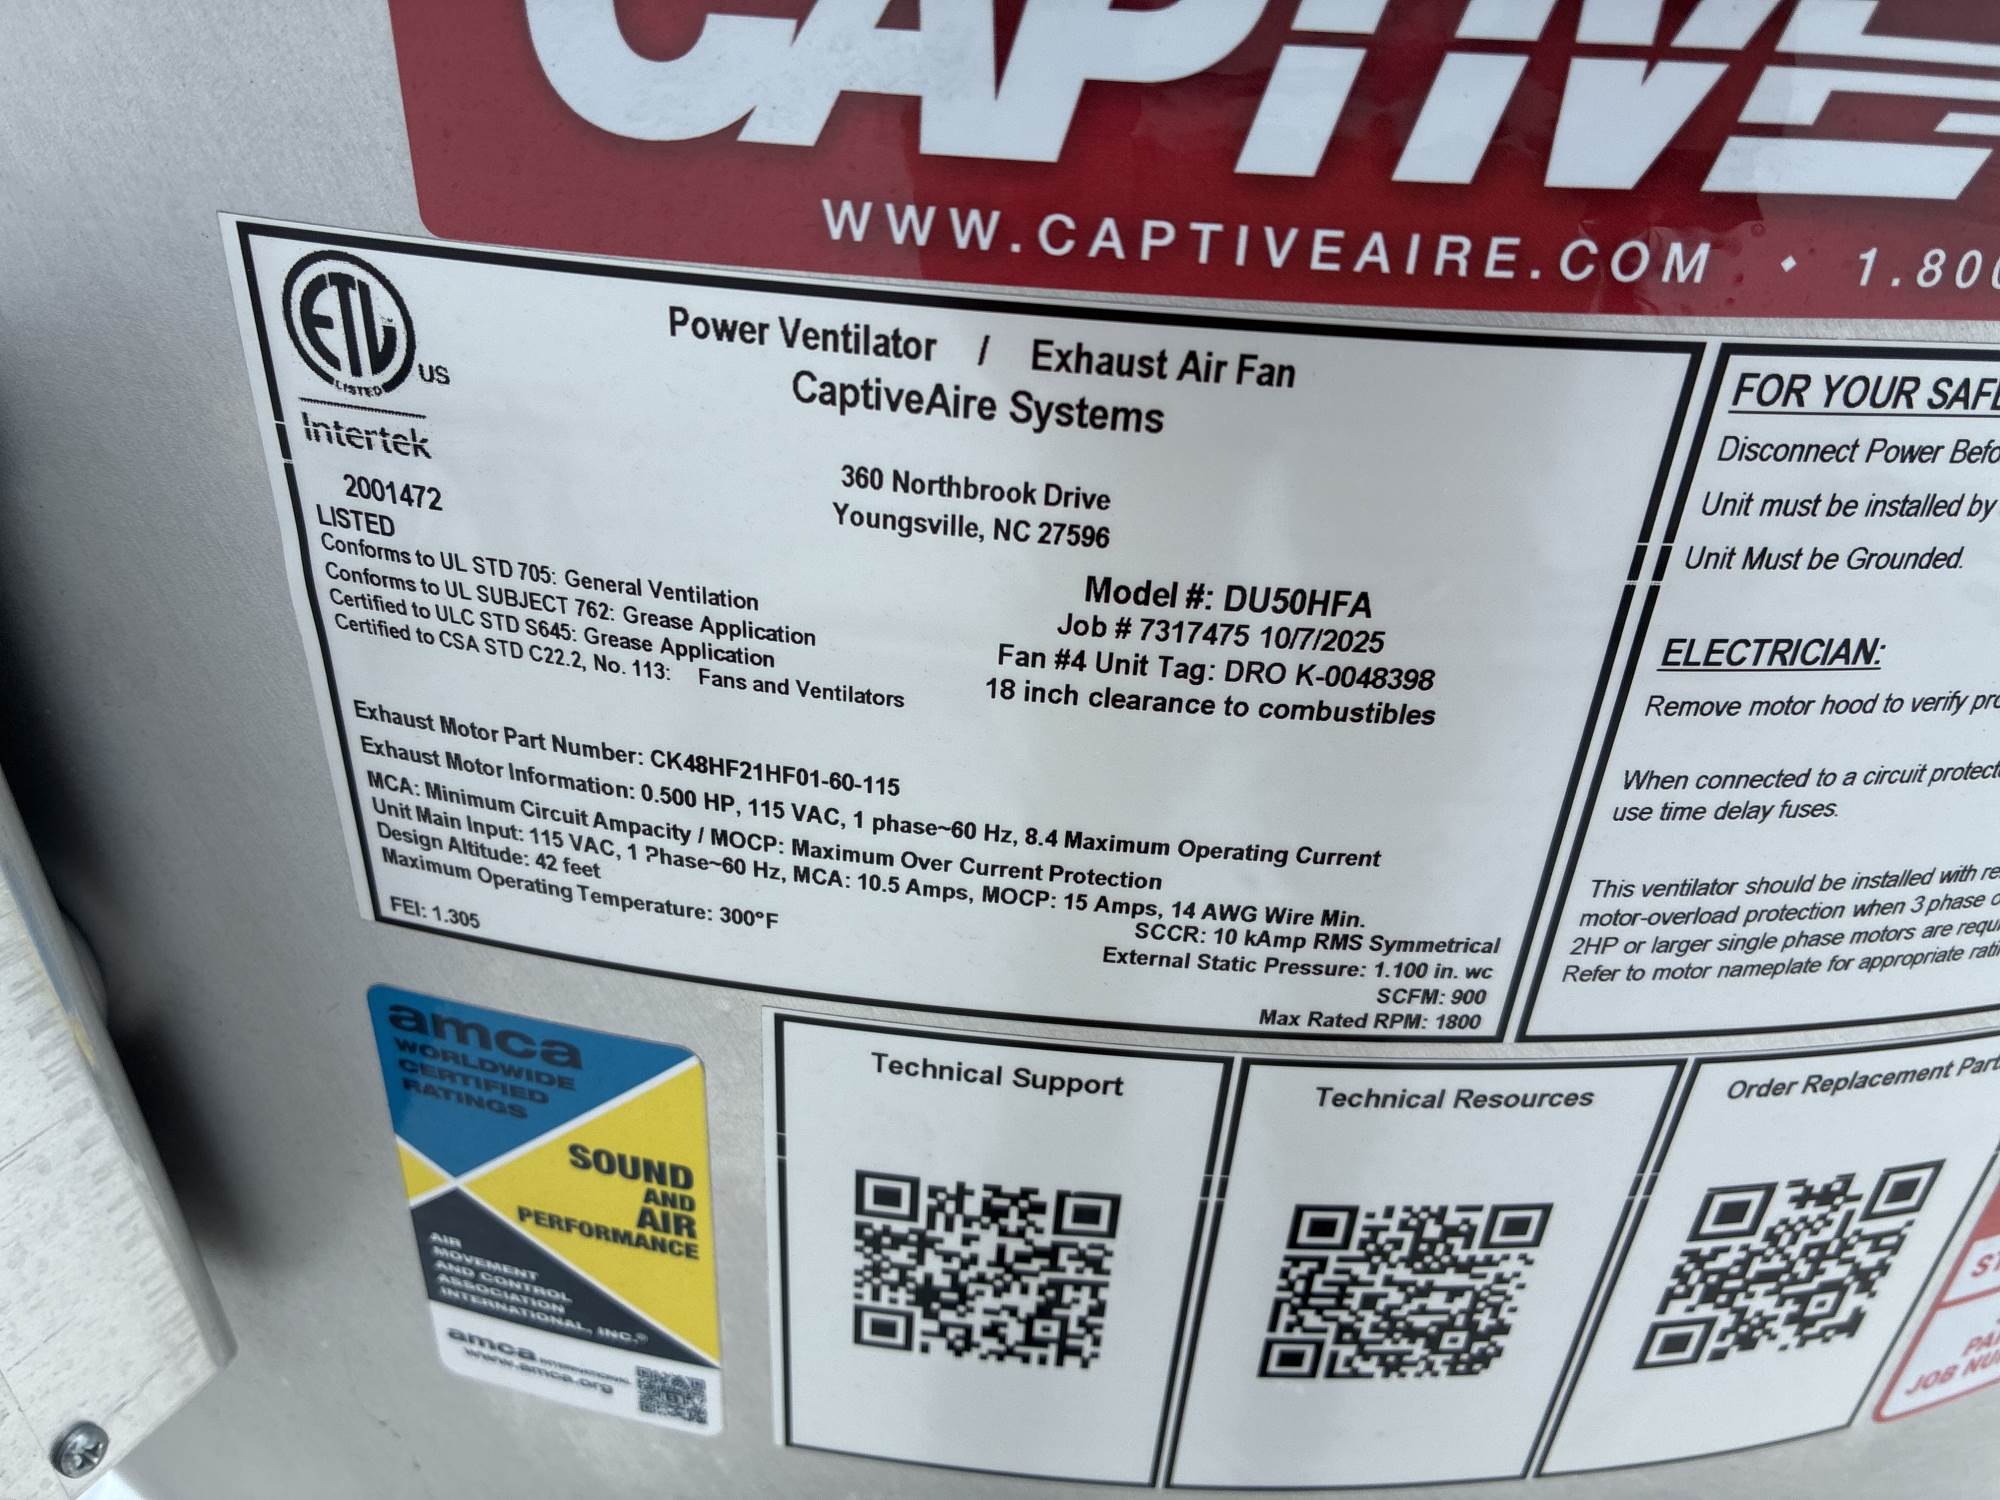 CAPTIVE
WWW.CAPTIVEAIRE.COM • 1.800
ETL LISTED US
Intertek
2001472
LISTED
Conforms to UL STD 705: General Ventilation
Conforms to UL SUBJECT 762: Grease Application
Certified to ULC STD S645: Grease Application
Certified to CSA STD C22.2, No. 113: Fans and Ventilators
Power Ventilator / Exhaust Air Fan
CaptiveAire Systems
360 Northbrook Drive
Youngsville, NC 27596
Model #: DU50HFA
Job # 7317475 10/7/2025
Fan #4 Unit Tag: DRO K-0048398
18 inch clearance to combustibles
Exhaust Motor Part Number: CK48HF21HF01-60-115
Exhaust Motor Information: 0.500 HP, 115 VAC, 1 phase~60 Hz, 8.4 Maximum Operating Current
MCA: Minimum Circuit Ampacity / MOCP: Maximum Over Current Protection
Unit Main Input: 115 VAC, 1 Phase~60 Hz, MCA: 10.5 Amps, MOCP: 15 Amps, 14 AWG Wire Min.
Design Altitude: 42 feet
Maximum Operating Temperature: 300°F
FEI: 1.305
SCCR: 10 kAmp RMS Symmetrical
External Static Pressure: 1.100 in. wc
SCFM: 900
Max Rated RPM: 1800
FOR YOUR SAFE
Disconnect Power Befo
Unit must be installed by
Unit Must be Grounded.
ELECTRICIAN:
Remove motor hood to verify pro
When connected to a circuit protect
use time delay fuses.
This ventilator should be installed with re
motor-overload protection when 3 phase o
2HP or larger single phase motors are requ
Refer to motor nameplate for appropriate rati
amca
WORLDWIDE
CERTIFIED
RATINGS
SOUND
AND
AIR
PERFORMANCE
AIR
MOVEMENT
AND CONTROL
ASSOCIATION
INTERNATIONAL, INC.®
amca INTERNATIONAL
www.amca.org
Technical Support
Technical Resources
Order Replacement Part
ST
PA
JOB NU